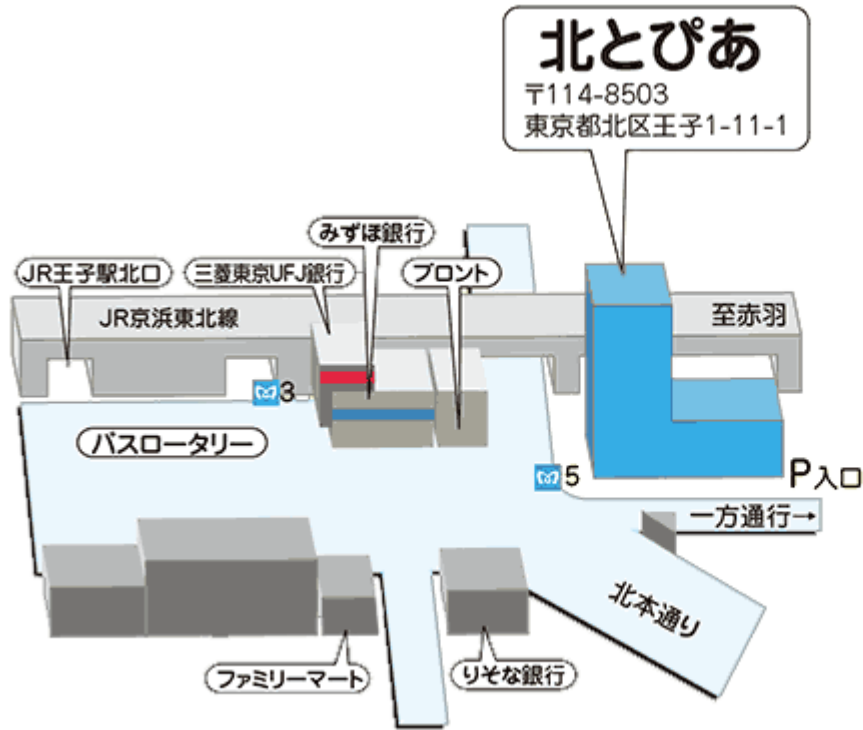 北とぴあ
〒114-8503
東京都北区王子1-11-1
みずほ銀行
JR王子駅北口
三菱東京UFJ銀行
プロント
JR京浜東北線
至赤羽
3
バスロータリー
5
P入口
一方通行→
北本通り
ファミリーマート
りそな銀行